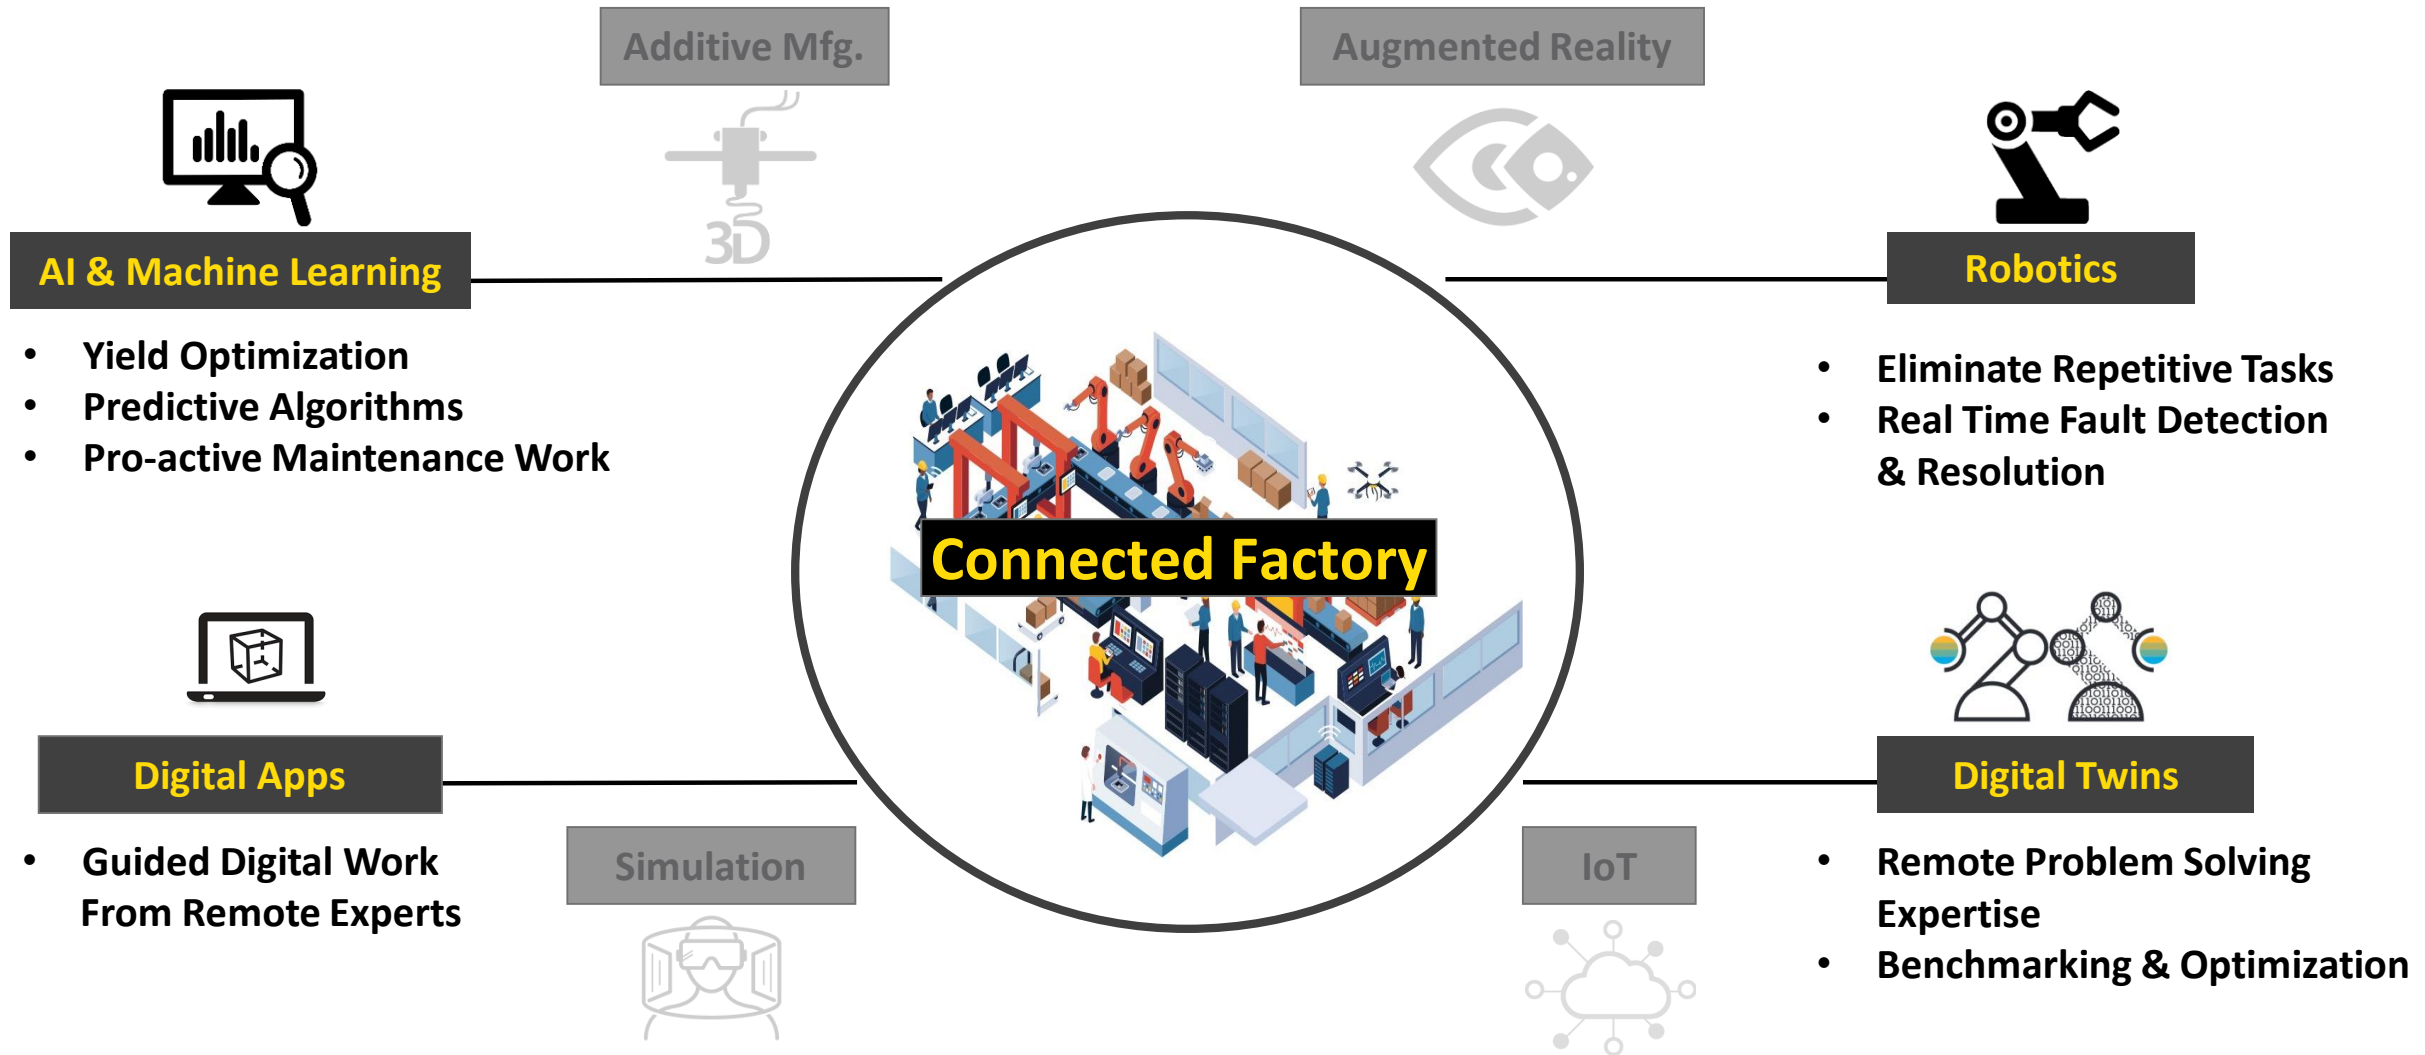 Additive Mfg.
Augmented Reality
3D
AI & Machine Learning
• Yield Optimization
• Predictive Algorithms
• Pro-active Maintenance Work
Robotics
• Eliminate Repetitive Tasks
• Real Time Fault Detection
& Resolution
Connected Factory
Digital Apps
• Guided Digital Work
From Remote Experts
Digital Twins
• Remote Problem Solving
Expertise
• Benchmarking & Optimization
Simulation
IoT